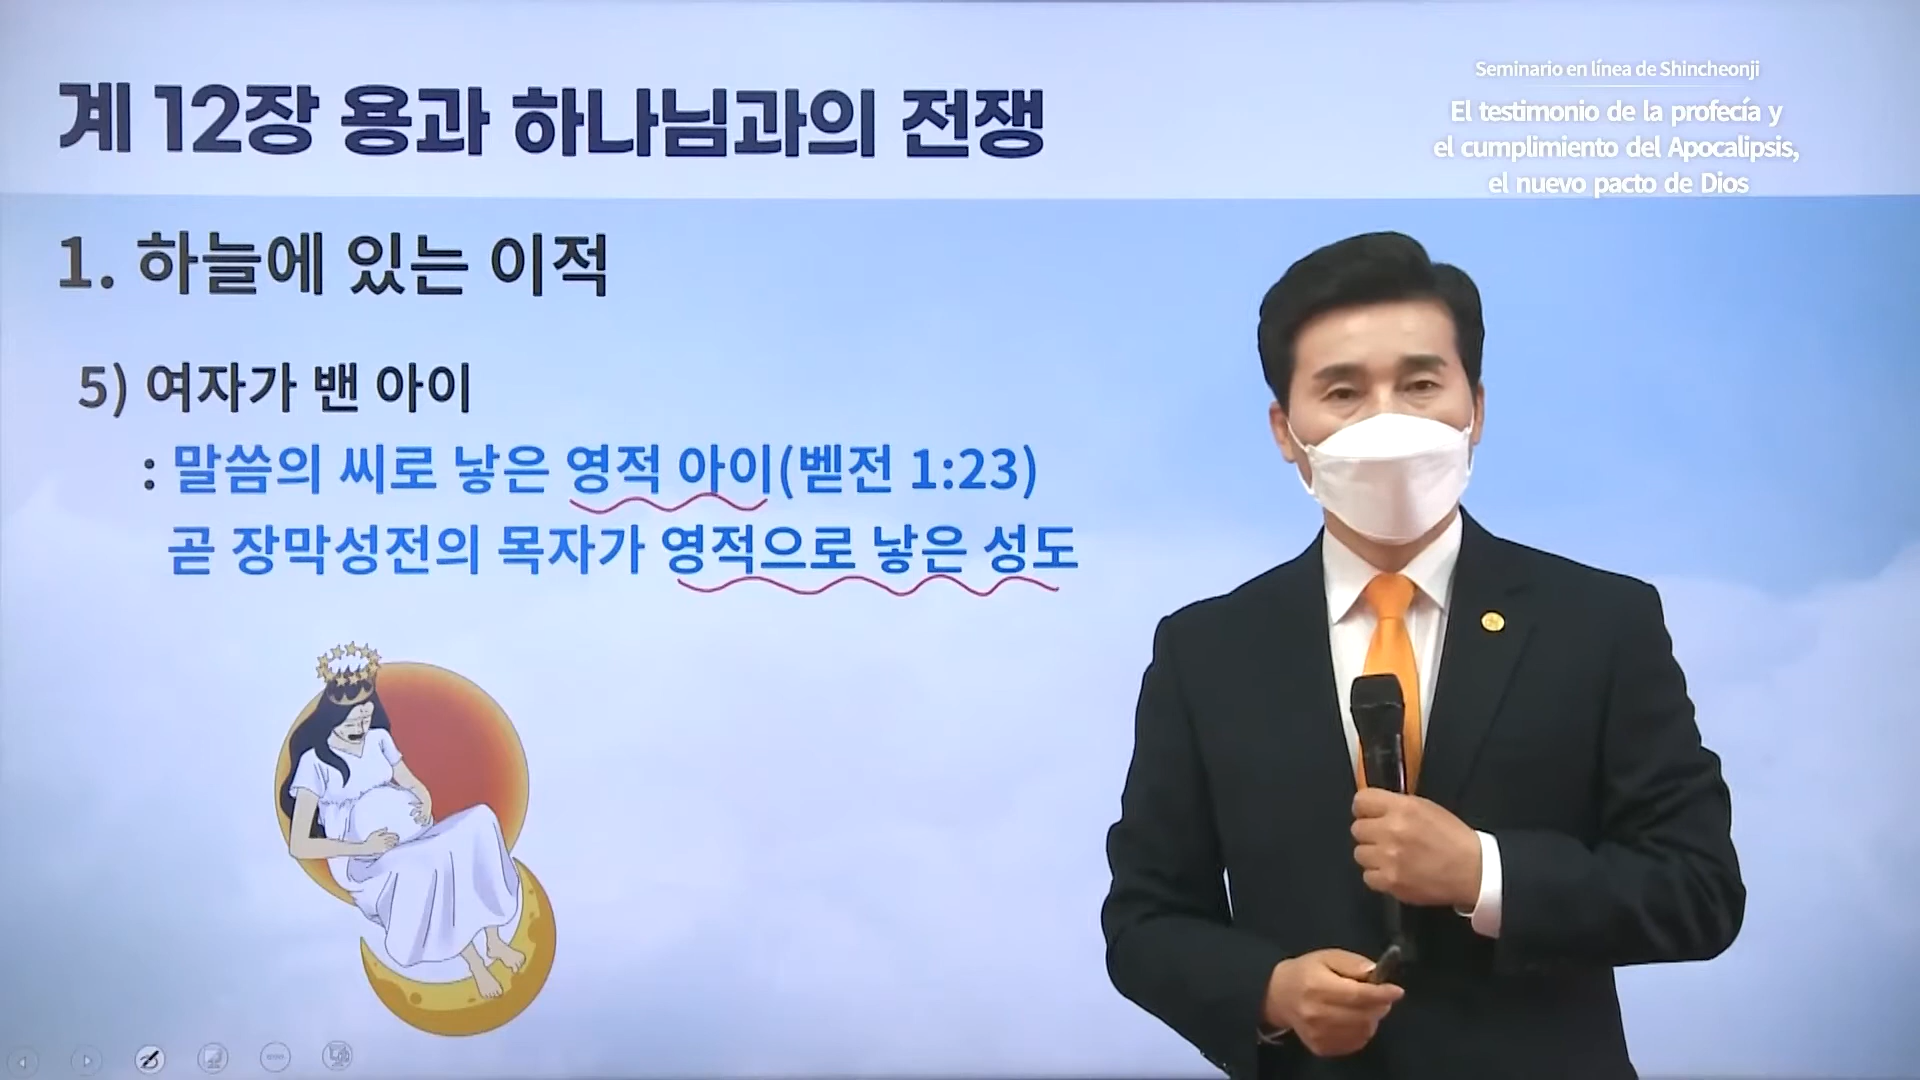 계 12장 용과 하나님과의 전쟁
Seminario en línea de Shincheonji
El testimonio de la profecía y
el cumplimiento del Apocalipsis,
el nuevo pacto de Dios
1. 하늘에 있는 이적
5) 여자가 밴 아이
: 말씀의 씨로 낳은 영적 아이(벧전 1:23)
곧 장막성전의 목자가 영적으로 낳은 성도